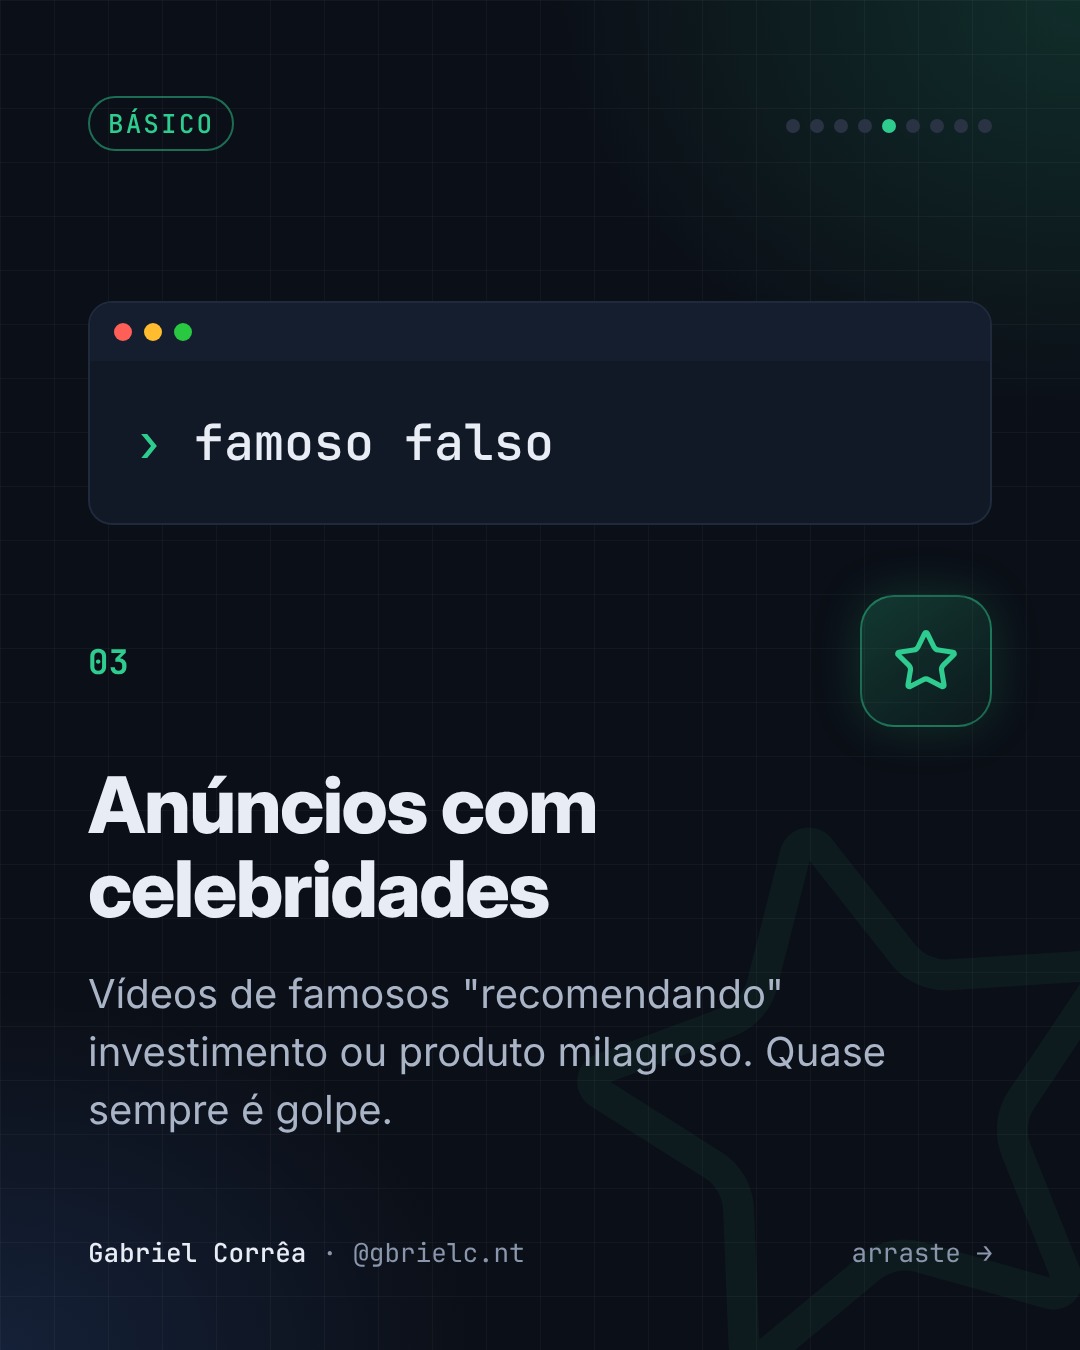 BÁSICO
› famoso falso
03
Anúncios com
celebridades
Vídeos de famosos "recomendando"
investimento ou produto milagroso. Quase
sempre é golpe.
Gabriel Corrêa · @gbrielc.nt
arraste →